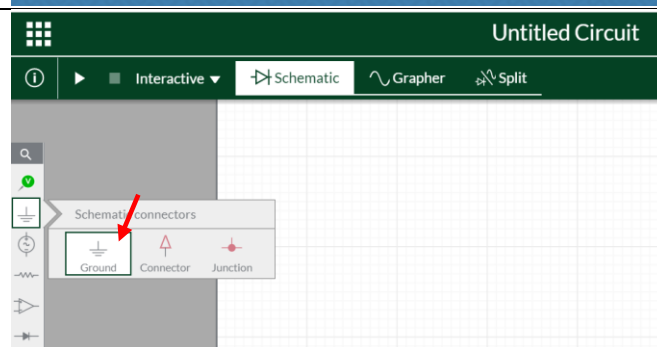 Untitled Circuit
Interactive Schematic Grapher Split
V
Schematic connectors
Ground Connector Junction